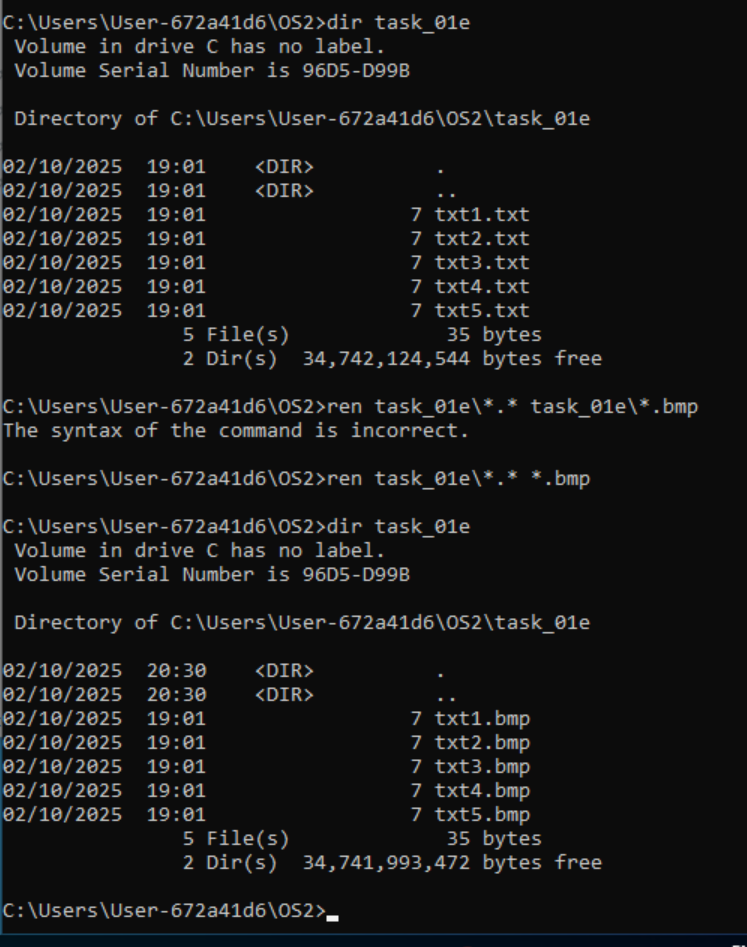 C:\Users\User-672a41d6\OS2>dir task_01e
 Volume in drive C has no label.
 Volume Serial Number is 96D5-D99B

 Directory of C:\Users\User-672a41d6\OS2\task_01e

02/10/2025  19:01    <DIR>          .
02/10/2025  19:01    <DIR>          ..
02/10/2025  19:01                 7 txt1.txt
02/10/2025  19:01                 7 txt2.txt
02/10/2025  19:01                 7 txt3.txt
02/10/2025  19:01                 7 txt4.txt
02/10/2025  19:01                 7 txt5.txt
               5 File(s)             35 bytes
               2 Dir(s)  34,742,124,544 bytes free

C:\Users\User-672a41d6\OS2>ren task_01e\*.* task_01e\*.bmp
The syntax of the command is incorrect.

C:\Users\User-672a41d6\OS2>ren task_01e\*.* *.bmp

C:\Users\User-672a41d6\OS2>dir task_01e
 Volume in drive C has no label.
 Volume Serial Number is 96D5-D99B

 Directory of C:\Users\User-672a41d6\OS2\task_01e

02/10/2025  20:30    <DIR>          .
02/10/2025  20:30    <DIR>          ..
02/10/2025  19:01                 7 txt1.bmp
02/10/2025  19:01                 7 txt2.bmp
02/10/2025  19:01                 7 txt3.bmp
02/10/2025  19:01                 7 txt4.bmp
02/10/2025  19:01                 7 txt5.bmp
               5 File(s)             35 bytes
               2 Dir(s)  34,741,993,472 bytes free

C:\Users\User-672a41d6\OS2>